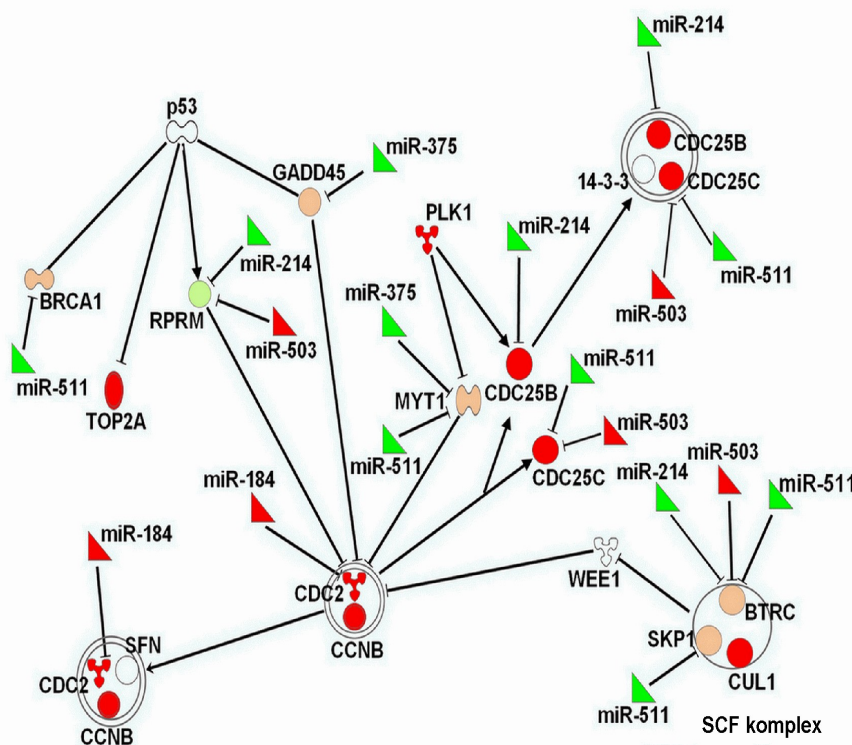 miR-214
p53
CDC25B
miR-375
GADD45
14-3-3
CDC25C
PLK1
miR-214
miR-214
miR-511
BRCA1
miR-375
miR-503
RPRM
miR-503
miR-511
miR-511
MYT1
CDC25B
TOP2A
miR-503
miR-511
CDC25C
miR-503
miR-184
miR-214
miR-511
miR-184
WEE1
CDC2
BTRC
SFN
SKP1
CCNB
CDC2
CUL1
miR-511
SCF komplex
CCNB